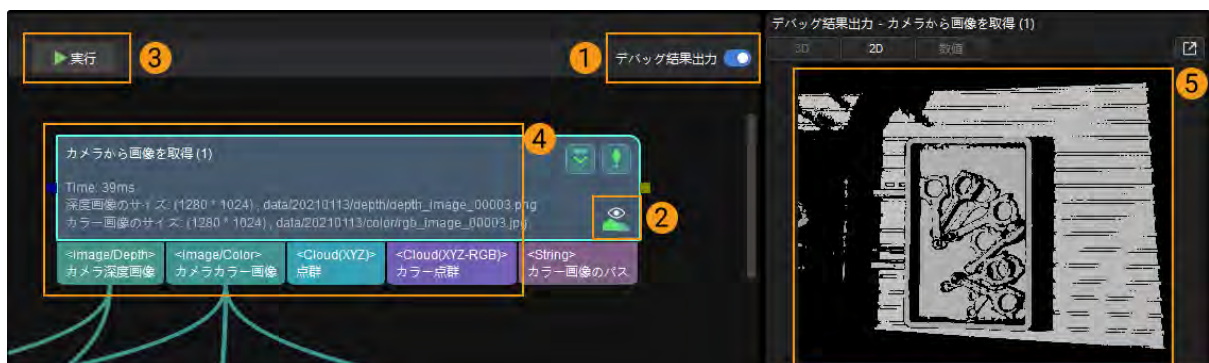 デバッグ結果出力 - カメラから画像を取得 (1)
3D 2D 数値
実行
3
1
デバッグ結果出力
5
4
カメラから画像を取得 (1)
Time: 39ms
深度画像のサイズ: (1280 * 1024) , data/20210113/depth/depth_image_00003.png
カラー画像のサイズ: (1280 * 1024) , data/20210113/color/rgb_image_00003.jpg
2
<Image/Depth> <Image/Color> <Cloud(XYZ)> <Cloud(XYZ-RGB)> <String>
カメラ深度画像 カメラカラー画像 点群 カラー点群 カラー画像のパス